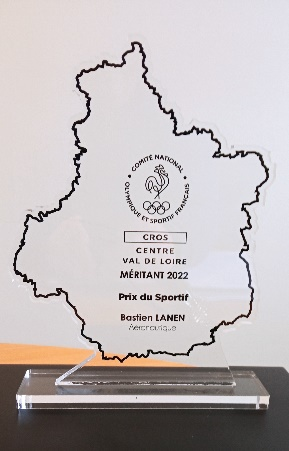 COMITÉ NATIONAL
OLYMPIQUE ET SPORTIF FRANÇAIS
CROS
CENTRE
VAL DE LOIRE
MÉRITANT 2022
Prix du Sportif
Bastien LANEN
Aéronautique